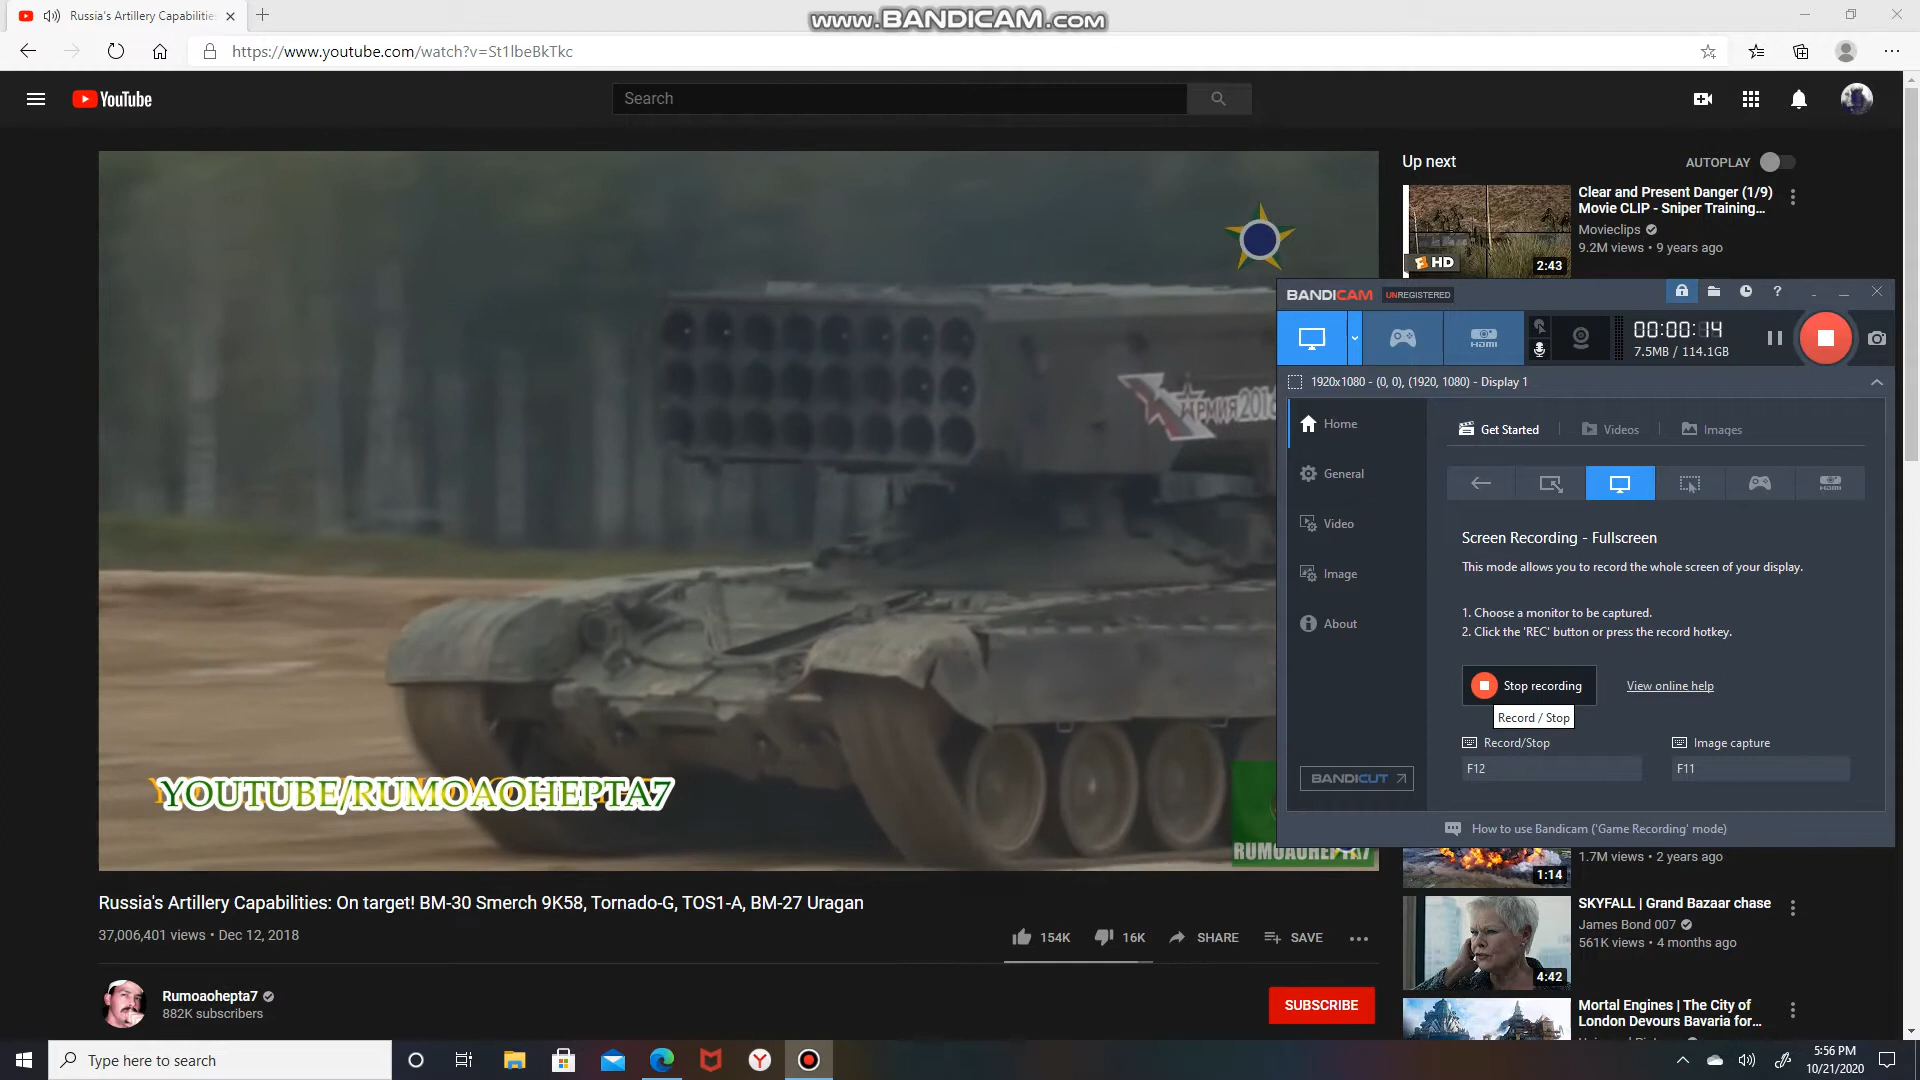 Russia's Artillery Capabilities
www.BANDICAM.com
https://www.youtube.com/watch?v=St1lbeBkTkc
YouTube
Search
Up next
AUTOPLAY
Clear and Present Danger (1/9)
Movie CLIP - Sniper Training...
Movieclips
9.2M views • 9 years ago
HD
2:43
BANDICAM UNREGISTERED
?
HDMI
00:00:14
7.5MB / 114.1GB
1920x1080 - (0, 0), (1920, 1080) - Display 1
Home
General
Video
Image
About
BANDICUT
Get Started
Videos
Images
HDMI
Screen Recording - Fullscreen
This mode allows you to record the whole screen of your display.
1. Choose a monitor to be captured.
2. Click the 'REC' button or press the record hotkey.
Stop recording
View online help
Record / Stop
Record/Stop
Image capture
F12
F11
How to use Bandicam ('Game Recording' mode)
АРМИЯ 2016
YOUTUBE/RUMOAOHEPTA7
RUMOAOHEPTA7
1.7M views • 2 years ago
1:14
Russia's Artillery Capabilities: On target! BM-30 Smerch 9K58, Tornado-G, TOS1-A, BM-27 Uragan
37,006,401 views • Dec 12, 2018
154K
16K
SHARE
SAVE
SKYFALL | Grand Bazaar chase
James Bond 007
561K views • 4 months ago
4:42
Rumoaohepta7
882K subscribers
SUBSCRIBE
Mortal Engines | The City of
London Devours Bavaria for...
Type here to search
5:56 PM
10/21/2020